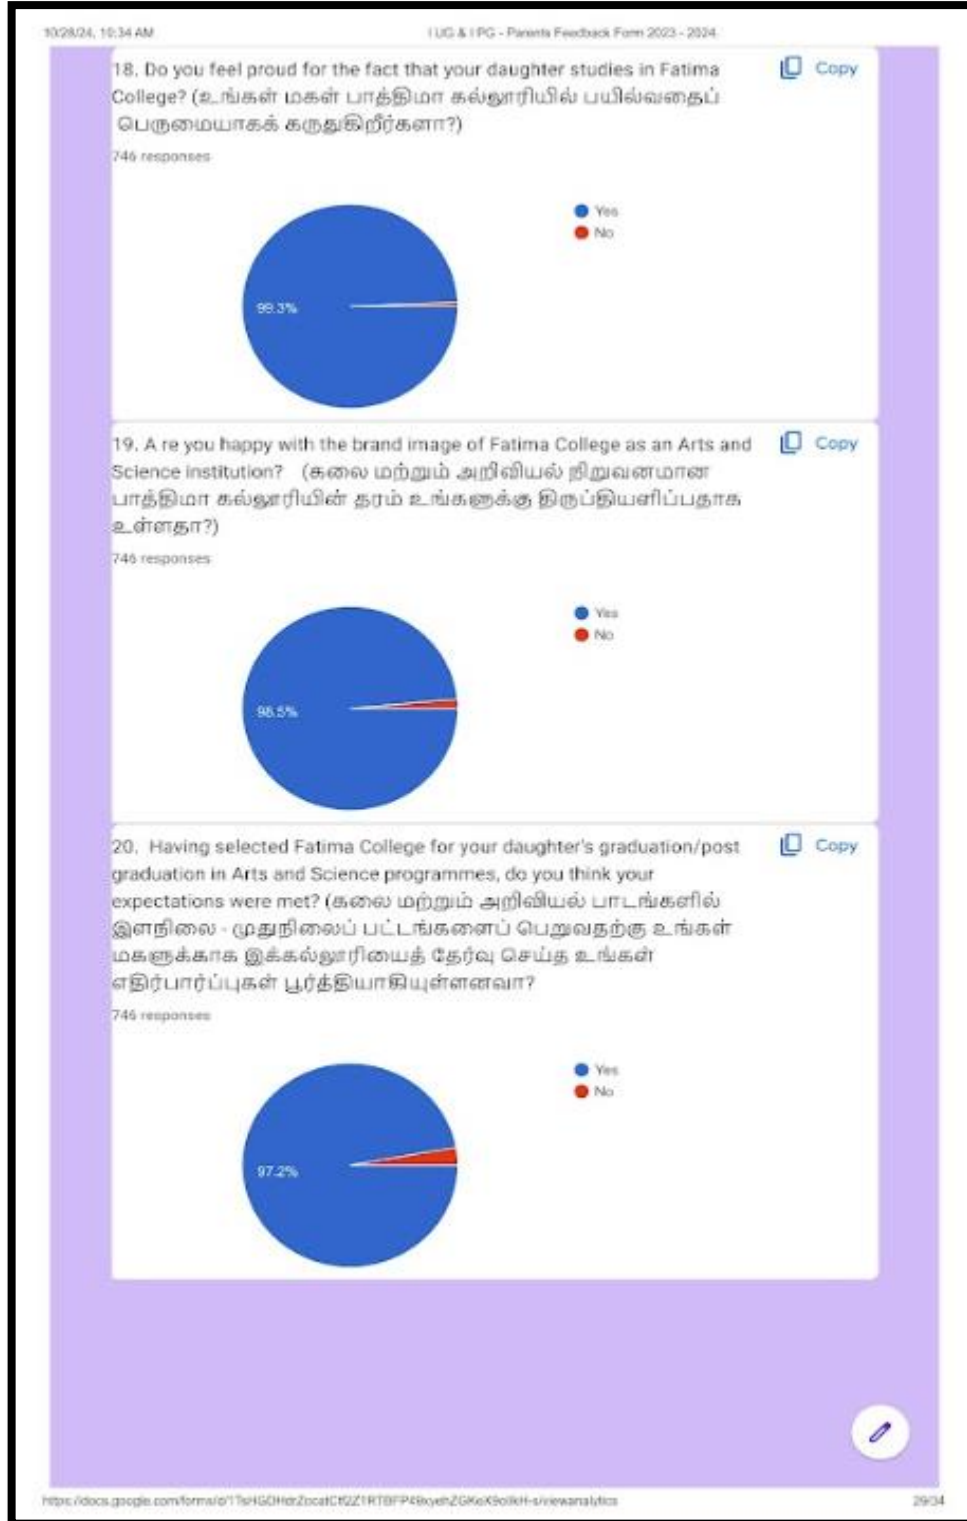 10/28/24, 10:34 AM
I UG & I PG - Parents Feedback Form 2023 - 2024
18. Do you feel proud for the fact that your daughter studies in Fatima
College? (உங்கள் மகள் பாத்திமா கல்லூரியில் பயில்வதைப்
பெருமையாகக் கருதுகிறீர்களா?)
Copy
746 responses
Yes
No
99.3%
19. A re you happy with the brand image of Fatima College as an Arts and
Science institution? (கலை மற்றும் அறிவியல் நிறுவனமான
பாத்திமா கல்லூரியின் தரம் உங்களுக்கு திருப்தியளிப்பதாக
உள்ளதா?)
Copy
746 responses
Yes
No
98.5%
20. Having selected Fatima College for your daughter's graduation/post
graduation in Arts and Science programmes, do you think your
expectations were met? (கலை மற்றும் அறிவியல் பாடங்களில்
இளநிலை - முதுநிலைப் பட்டங்களைப் பெறுவதற்கு உங்கள்
மகளுக்காக இக்கல்லூரியைத் தேர்வு செய்த உங்கள்
எதிர்பார்ப்புகள் பூர்த்தியாகியுள்ளனவா?
Copy
746 responses
Yes
No
97.2%
29/34